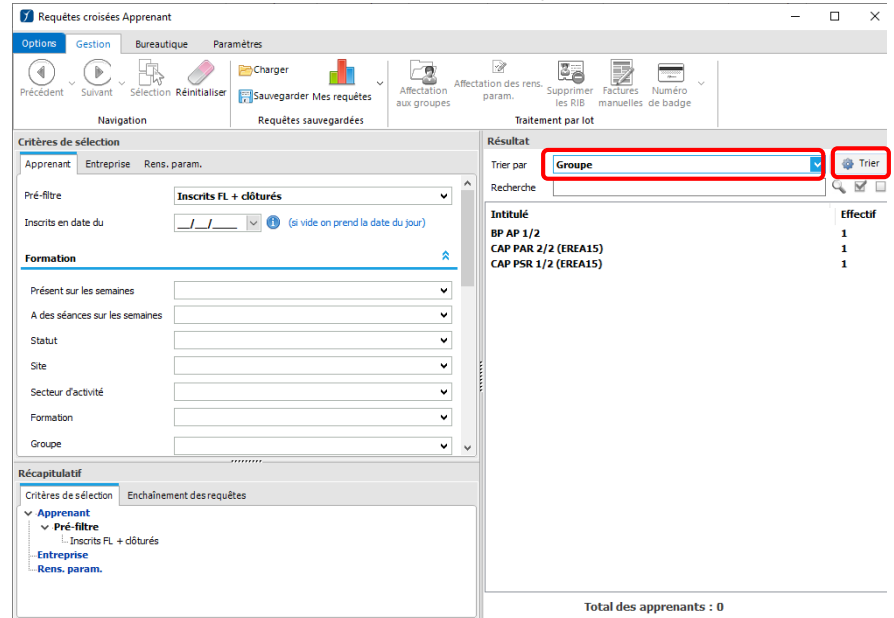 Requêtes croisées Apprenant
Options Gestion Bureautique Paramètres
Précédent Suivant Sélection Réinitialiser
Charger
Sauvegarder Mes requêtes
Affectation aux groupes
Affectation des rens. param.
Supprimer les RIB
Factures manuelles
Numéro de badge
Navigation Requêtes sauvegardées Traitement par lot
Critères de sélection
Apprenant Entreprise Rens. param.
Pré-filtre Inscrits FL + clôturés
Inscrits en date du __/__/____ (si vide on prend la date du jour)
Formation
Présent sur les semaines
A des séances sur les semaines
Statut
Site
Secteur d'activité
Formation
Groupe
Récapitulatif
Critères de sélection Enchaînement des requêtes
Apprenant
Pré-filtre
Inscrits FL + clôturés
Entreprise
Rens. param.
Résultat
Trier par Groupe Trier
Recherche
Intitulé Effectif
BP AP 1/2 1
CAP PAR 2/2 (EREA15) 1
CAP PSR 1/2 (EREA15) 1
Total des apprenants : 0